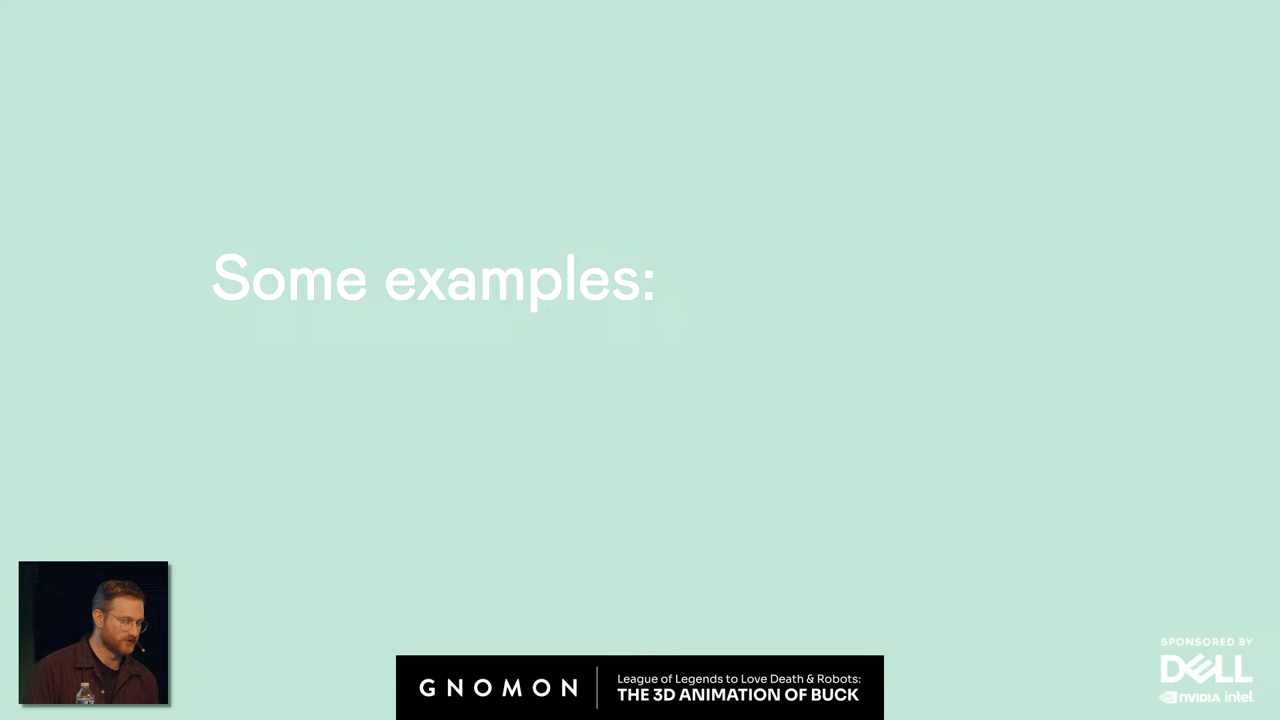 Some examples:
SPONSORED BY
DELL
NVIDIA intel
GNOMON
League of Legends to Love Death & Robots:
THE 3D ANIMATION OF BUCK